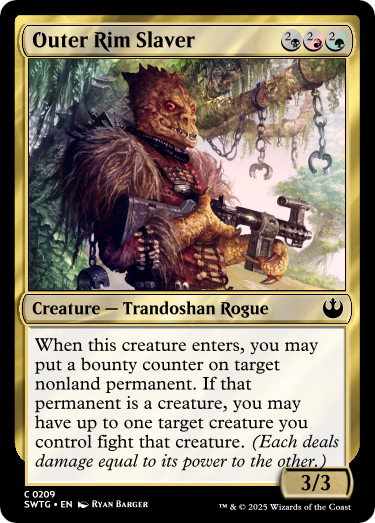 Outer Rim Slaver
Creature — Trandoshan Rogue
When this creature enters, you may
put a bounty counter on target
nonland permanent. If that
permanent is a creature, you may
have up to one target creature you
control fight that creature. (Each deals
damage equal to its power to the other.)
3/3
C 0209
SWTG • EN Ryan Barger
™ & © 2025 Wizards of the Coast